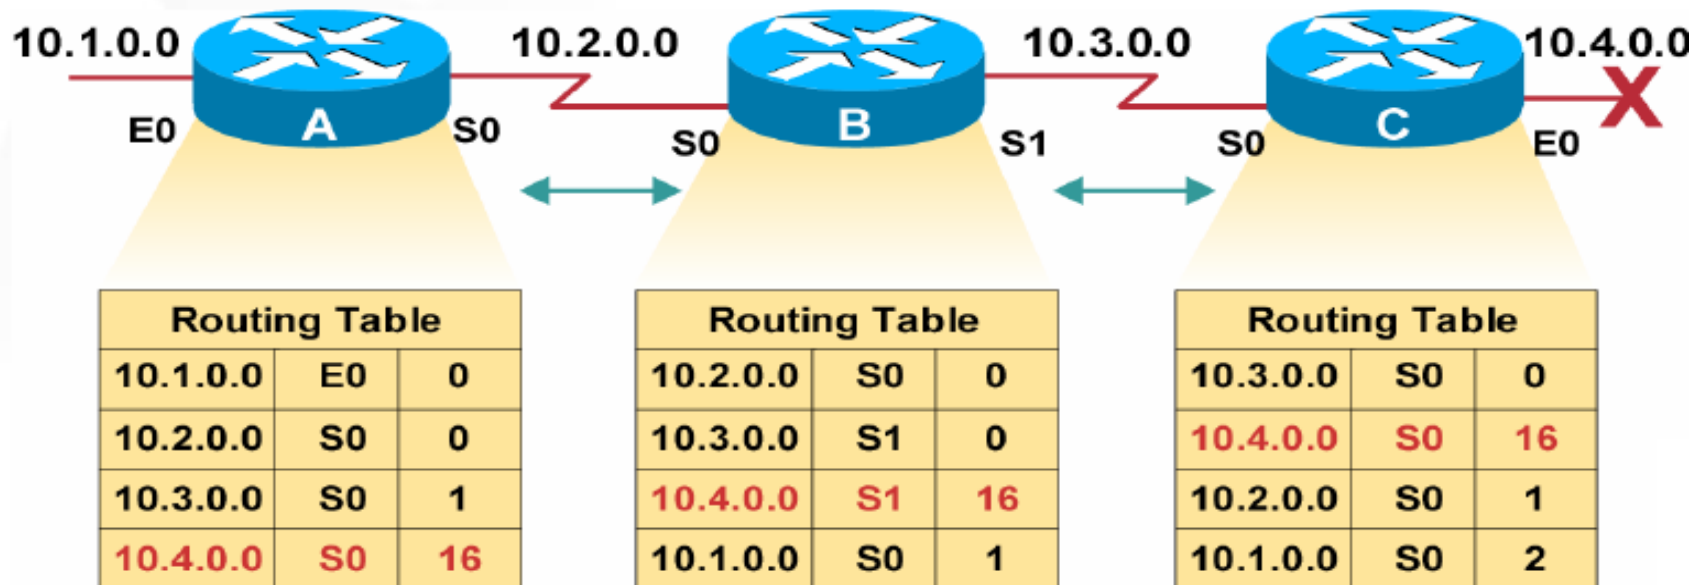 10.1.0.0 10.2.0.0 10.3.0.0 10.4.0.0
A B C
E0 S0 S0 S1 S0 E0
X
Routing Table
10.1.0.0 E0 0
10.2.0.0 S0 0
10.3.0.0 S0 1
10.4.0.0 S0 16
Routing Table
10.2.0.0 S0 0
10.3.0.0 S1 0
10.4.0.0 S1 16
10.1.0.0 S0 1
Routing Table
10.3.0.0 S0 0
10.4.0.0 S0 16
10.2.0.0 S0 1
10.1.0.0 S0 2